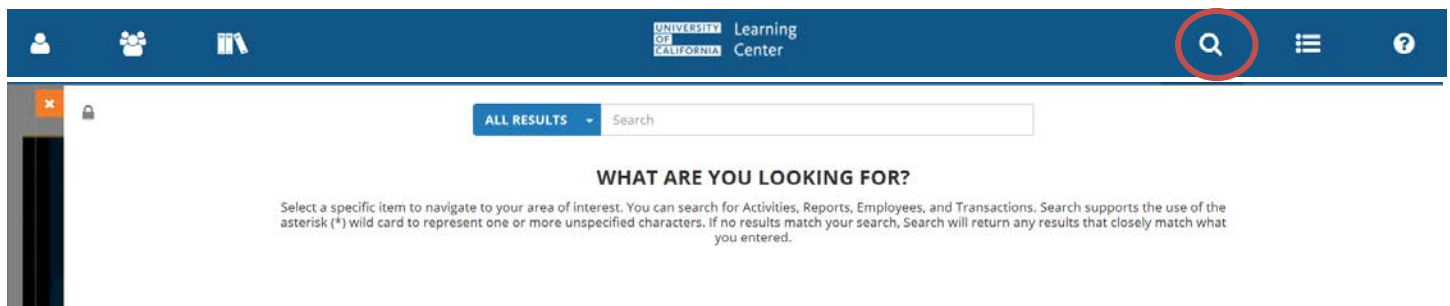 UNIVERSITY
OF
CALIFORNIA
Learning
Center
ALL RESULTS
Search
WHAT ARE YOU LOOKING FOR?
Select a specific item to navigate to your area of interest. You can search for Activities, Reports, Employees, and Transactions. Search supports the use of the
asterisk (*) wild card to represent one or more unspecified characters. If no results match your search, Search will return any results that closely match what
you entered.